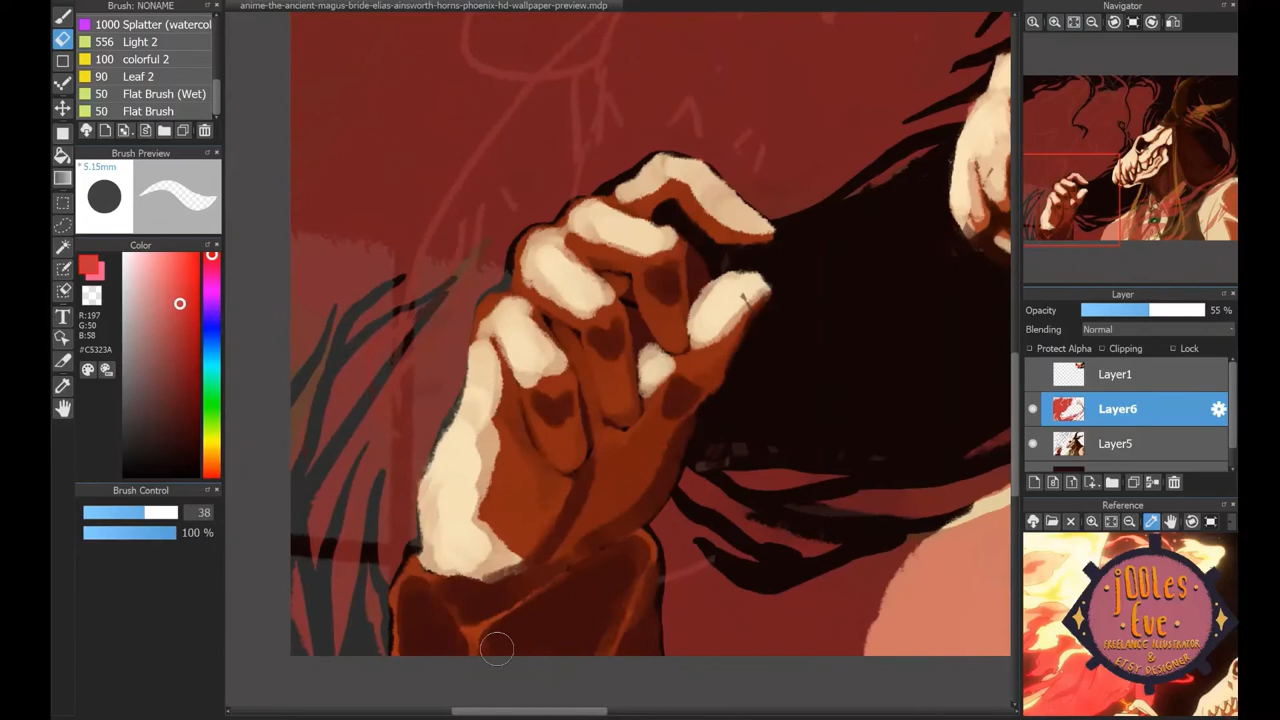 Brush: NONAME
1000 Splatter (watercol
556 Light 2
100 colorful 2
90 Leaf 2
50 Flat Brush (Wet)
50 Flat Brush
Brush Preview
* 5.15mm
Color
R:197
G:50
B:58
#C5323A
Brush Control
38
100 %
anime-the-ancient-magus-bride-elias-ainsworth-horns-phoenix-hd-wallpaper-preview.mdp
Navigator
Layer
Opacity 55 %
Blending Normal
Protect Alpha Clipping Lock
Layer1
Layer6
Layer5
Reference
jOOles
Eve
FREELANCE ILLUSTRATOR
&
ETSY DESIGNER